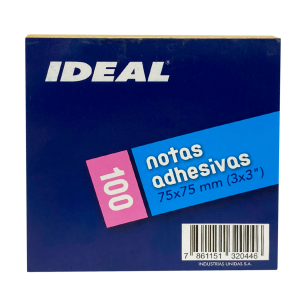 IDEAL®
100
notas
adhesivas
75x75 mm (3x3")
7 861151 320446
INDUSTRIAS UNIDAS S.A.